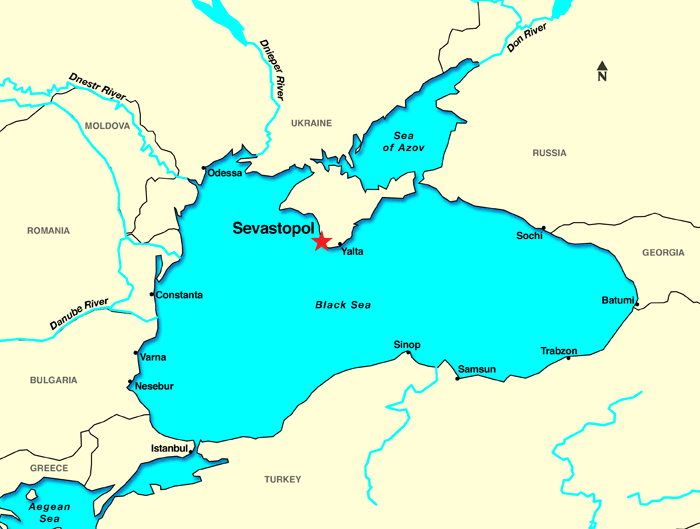 Dnieper River
Don River
Dnestr River
N
UKRAINE
MOLDOVA
Sea
of Azov
RUSSIA
Odessa
Sevastopol
ROMANIA
Sochi
Yalta
GEORGIA
Constanta
Black Sea
Batumi
Danube River
Sinop
Trabzon
Varna
Samsun
BULGARIA
Nesebur
Istanbul
GREECE
TURKEY
Aegean
Sea